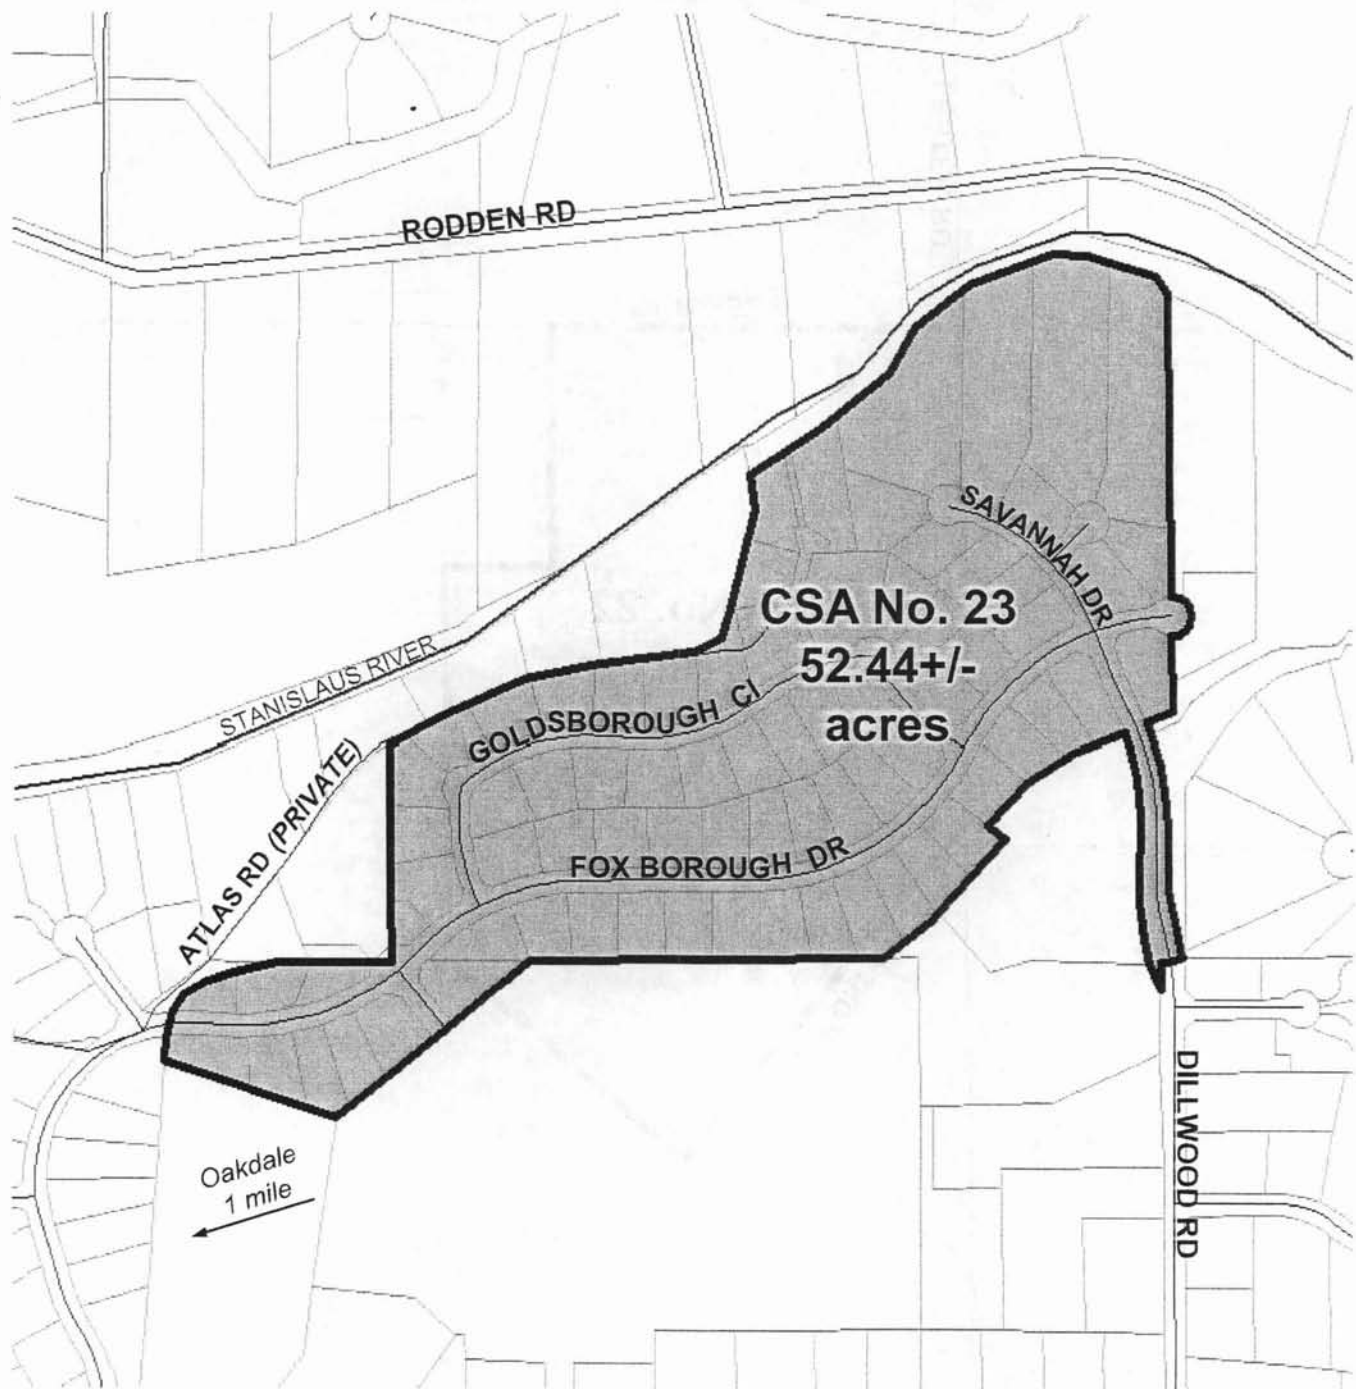 RODDEN RD
SAVANNAH DR
CSA No. 23
52.44+/-
acres
STANISLAUS RIVER
GOLDSBOROUGH CI
ATLAS RD (PRIVATE)
FOX BOROUGH DR
DILLWOOD RD
Oakdale
1 mile